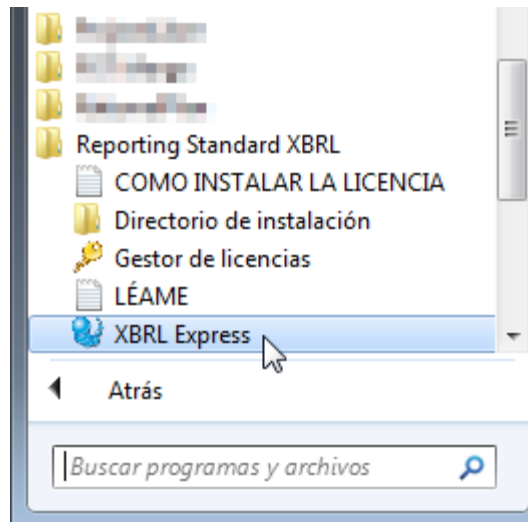 Reporting Standard XBRL
COMO INSTALAR LA LICENCIA
Directorio de instalación
Gestor de licencias
LÉAME
XBRL Express
Atrás
Buscar programas y archivos